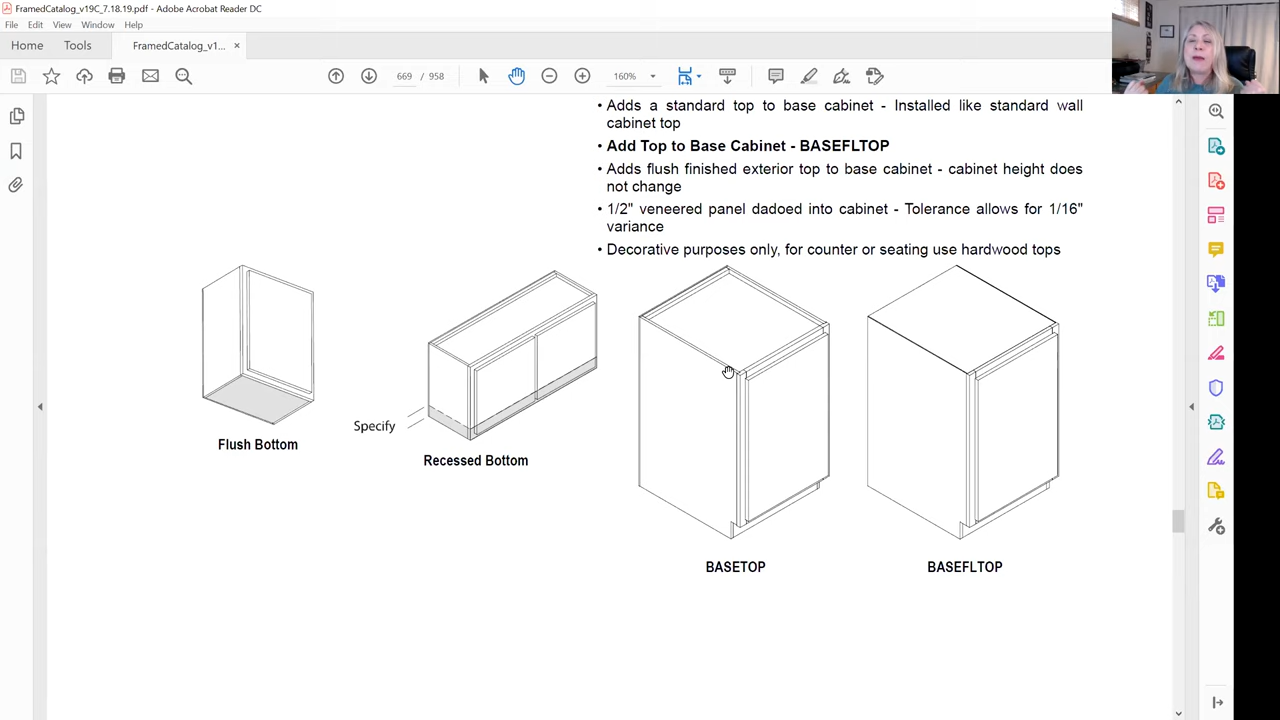 FramedCatalog_v19C_7.18.19.pdf - Adobe Acrobat Reader DC
File Edit View Window Help
Home Tools FramedCatalog_v1... ×
669 / 958 160%
• Adds a standard top to base cabinet - Installed like standard wall
cabinet top
• Add Top to Base Cabinet - BASEFLTOP
• Adds flush finished exterior top to base cabinet - cabinet height does
not change
• 1/2" veneered panel dadoed into cabinet - Tolerance allows for 1/16"
variance
• Decorative purposes only, for counter or seating use hardwood tops
Specify
Flush Bottom
Recessed Bottom
BASETOP
BASEFLTOP